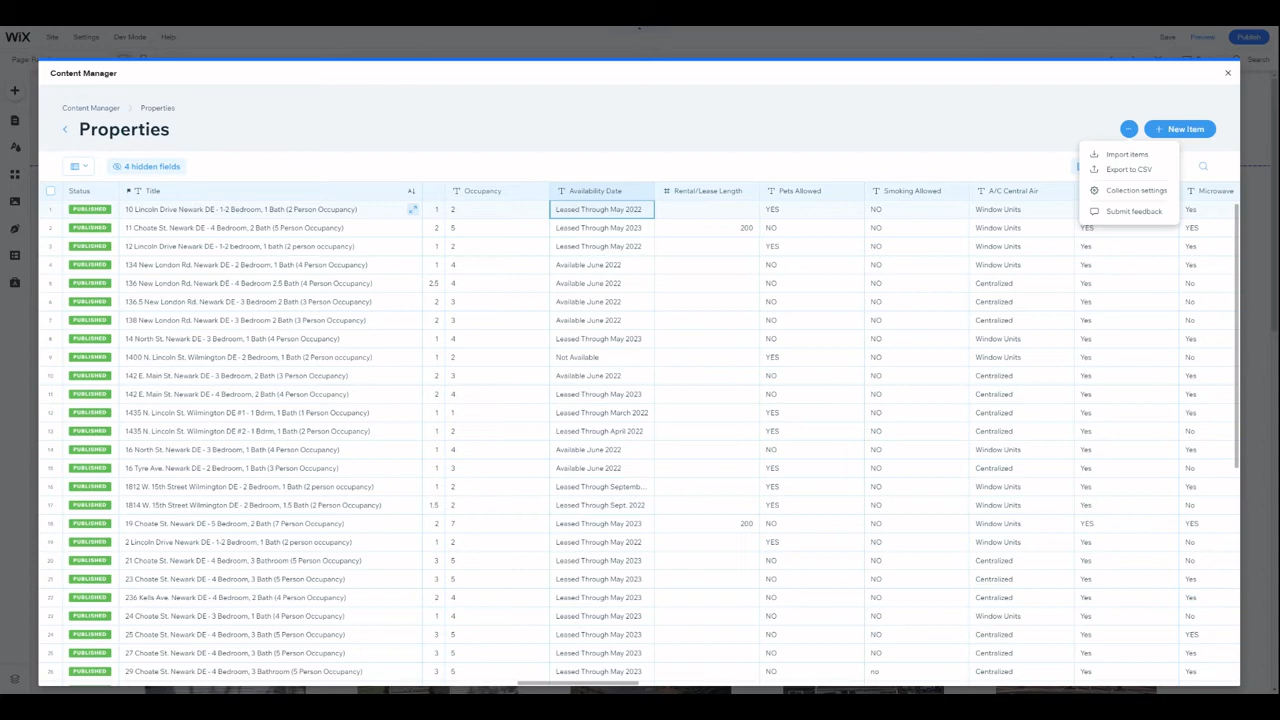 WiX Site Settings Dev Mode Help Save Preview Publish
Search
Content Manager
Content Manager Properties
Properties
New Item
4 hidden fields
Import items
Export to CSV
Collection settings
Submit feedback
Status Title Occupancy Availability Date Rental/Lease Length Pets Allowed Smoking Allowed A/C Central Air Microwave
1 PUBLISHED 10 Lincoln Drive Newark DE - 1-2 Bedroom, 1 Bath (2 Person Occupancy) 1 2 Leased Through May 2022 YES NO Window Units Yes
2 PUBLISHED 11 Choate St. Newark DE - 4 Bedroom, 2 Bath (5 Person Occupancy) 2 5 Leased Through May 2023 200 NO NO Window Units YES YES
3 PUBLISHED 12 Lincoln Drive Newark DE - 1-2 bedroom, 1 bath (2 person Occupancy) 1 2 Leased Through May 2022 YES NO Window Units Yes Yes
4 PUBLISHED 134 New London Rd. Newark DE - 2 Bedroom, 1 Bath (4 Person Occupancy) 1 4 Available June 2022 NO NO Window Units Yes Yes
5 PUBLISHED 136 New London Rd. Newark DE - 4 Bedroom 2.5 Bath (4 Person Occupancy) 2.5 4 Available June 2022 NO NO Centralized Yes Yes
6 PUBLISHED 136.5 New London Rd. Newark DE - 3 Bedroom 2 Bath (3 Person Occupancy) 2 3 Available June 2022 NO NO Centralized Yes No
7 PUBLISHED 138 New London Rd. Newark DE - 3 Bedroom 2 Bath (3 Person Occupancy) 2 3 Available June 2022 NO NO Centralized Yes No
8 PUBLISHED 14 North St. Newark DE - 3 Bedroom, 1 Bath (4 Person Occupancy) 1 4 Leased Through May 2023 NO NO Window Units Yes Yes
9 PUBLISHED 1400 N. Lincoln St. Wilmington DE - 2 Bedroom, 1 Bath (2 Person Occupancy) 1 2 Not Available YES NO Window Units Yes No
10 PUBLISHED 142 E. Main St. Newark DE - 3 Bedroom, 2 Bath (3 Person Occupancy) 2 3 Available June 2022 NO NO Centralized Yes Yes
11 PUBLISHED 142 E. Main St. Newark DE - 4 Bedroom, 2 Bath (4 Person Occupancy) 2 4 Leased Through May 2023 NO NO Centralized Yes Yes
12 PUBLISHED 1435 N. Lincoln St. Wilmington DE #1 - 1 Bdrm, 1 Bath (1 Person Occupancy) 1 1 Leased Through March 2022 YES NO Centralized Yes Yes
13 PUBLISHED 1435 N. Lincoln St. Wilmington DE #2 - 1 Bdrm, 1 Bath (2 Person Occupancy) 1 2 Leased Through April 2022 YES NO Centralized Yes No
14 PUBLISHED 16 North St. Newark DE - 3 Bedroom, 1 Bath (4 Person Occupancy) 1 4 Available June 2022 NO NO Window Units Yes Yes
15 PUBLISHED 16 Tyre Ave. Newark DE - 2 Bedroom, 1 Bath (3 Person Occupancy) 1 3 Available June 2022 YES NO Centralized Yes No
16 PUBLISHED 1812 W. 15th Street Wilmington DE - 2 Bedroom, 1 Bath (2 person Occupancy) 1 2 Leased Through Septemb... YES NO Window Units Yes Yes
17 PUBLISHED 1814 W. 15th Street Wilmington DE - 2 Bedroom, 1.5 Bath (2 Person Occupancy) 1.5 2 Leased Through Sept. 2022 YES NO Window Units Yes Yes
18 PUBLISHED 19 Choate St. Newark DE - 5 Bedroom, 2 Bath (7 Person Occupancy) 2 7 Leased Through May 2023 200 NO NO Window Units YES YES
19 PUBLISHED 2 Lincoln Drive Newark DE - 1-2 Bedroom, 1 Bath (2 person occupancy) 1 2 Leased Through May 2022 YES NO Window Units Yes No
20 PUBLISHED 21 Choate St. Newark DE - 4 Bedroom, 3 Bathroom (5 Person Occupancy) 3 5 Leased Through May 2023 NO NO Centralized Yes No
21 PUBLISHED 23 Choate St. Newark DE - 4 Bedroom, 3 Bath (5 Person Occupancy) 3 5 Leased Through May 2023 NO NO Centralized Yes Yes
22 PUBLISHED 236 Kells Ave. Newark DE - 4 Bedroom, 2 Bath (4 Person Occupancy) 2 4 Leased Through May 2023 NO NO Centralized Yes Yes
23 PUBLISHED 24 Choate St. Newark DE - 3 Bedroom, 1 Bath (4 Person Occupancy) 1 4 Leased Through May 2023 NO NO Window Units Yes No
24 PUBLISHED 25 Choate St. Newark DE - 4 Bedroom, 3 Bath (5 Person Occupancy) 3 5 Leased Through May 2023 NO NO Centralized Yes YES
25 PUBLISHED 27 Choate St. Newark DE - 4 Bedroom, 3 Bath (5 Person Occupancy) 3 5 Leased Through May 2023 NO NO Centralized Yes Yes
26 PUBLISHED 29 Choate St. Newark DE - 4 Bedroom, 3 Bathroom (5 Person Occupancy) 3 5 Leased Through May 2023 NO no Centralized Yes Yes